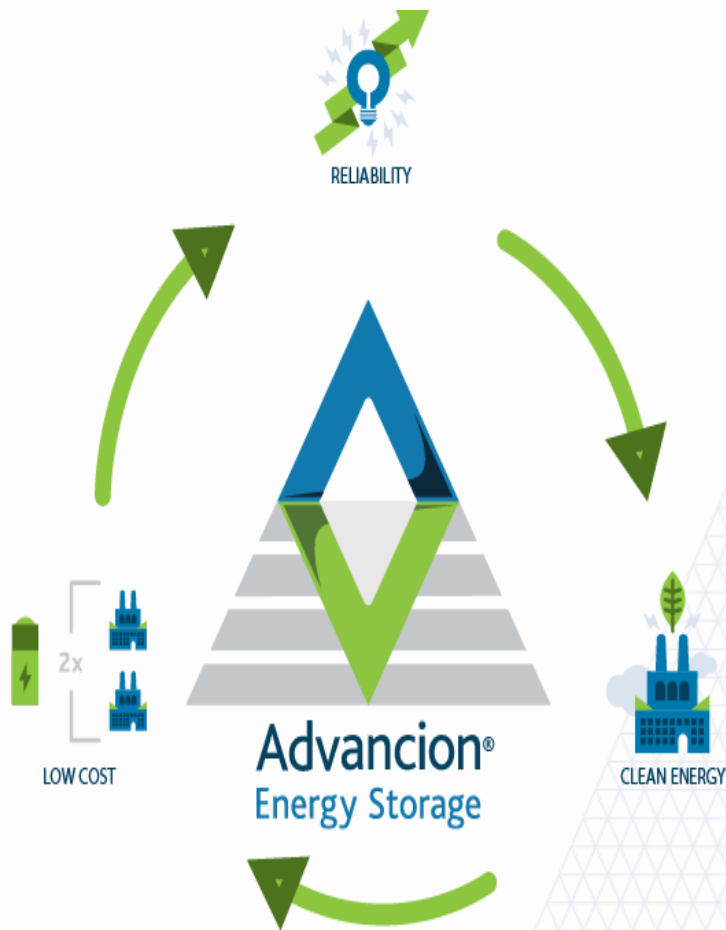 RELIABILITY
2x
LOW COST
CLEAN ENERGY
Advancion®
Energy Storage